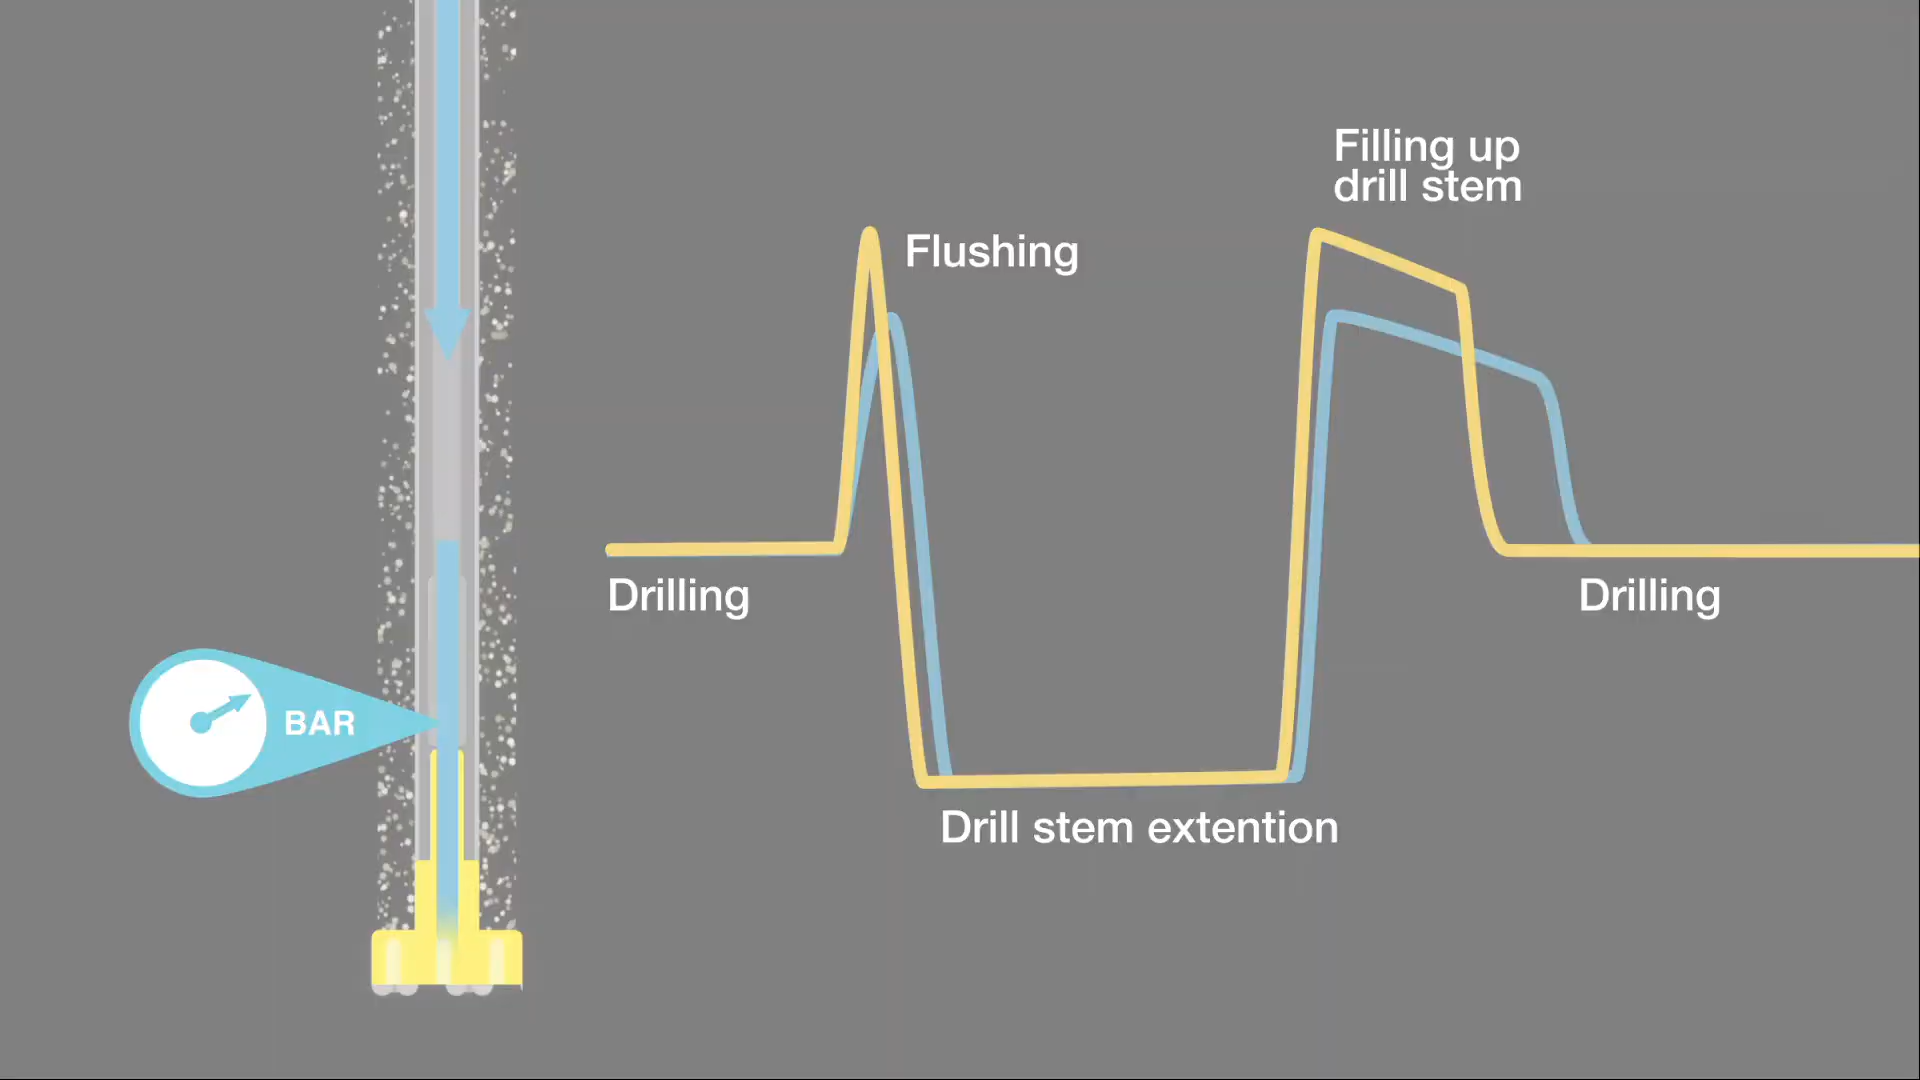 Filling up
drill stem
Flushing
Drilling
Drilling
BAR
Drill stem extention